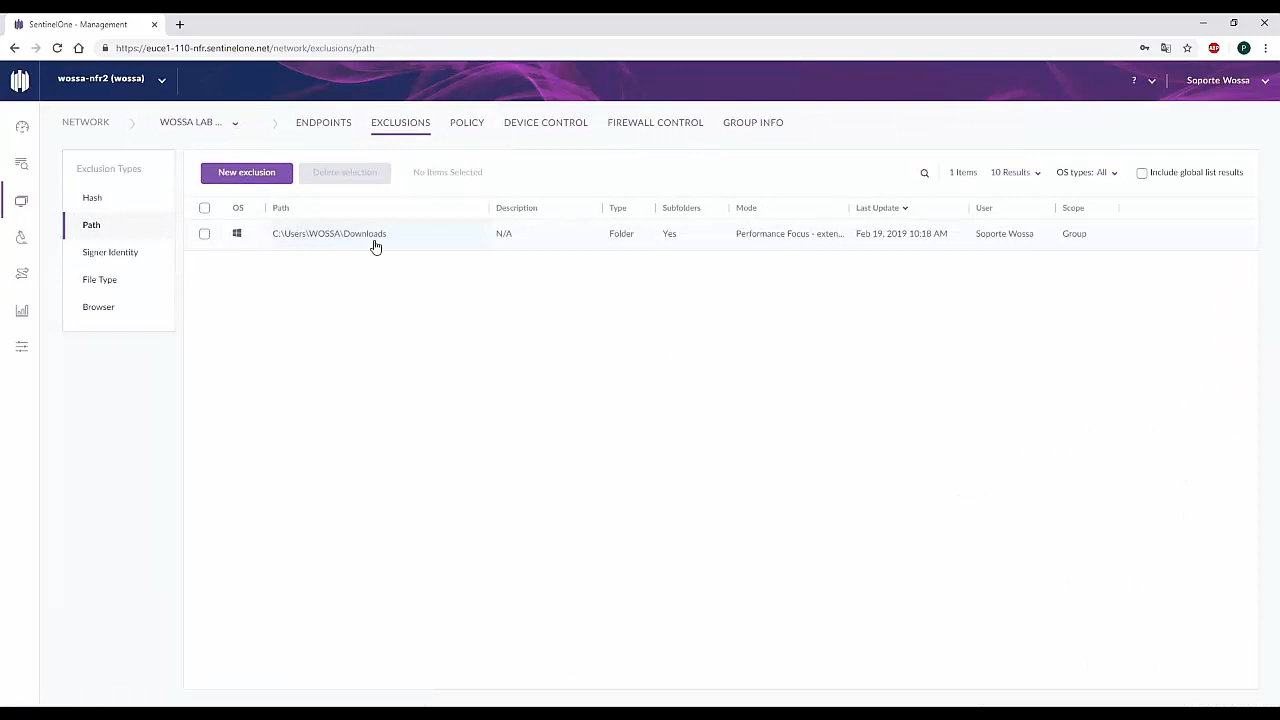 SentinelOne - Management
https://euce1-110-nfr.sentinelone.net/network/exclusions/path
ABP
P
wossa-nfr2 (wossa)
?
Soporte Wossa
NETWORK
WOSSA LAB ...
ENDPOINTS
EXCLUSIONS
POLICY
DEVICE CONTROL
FIREWALL CONTROL
GROUP INFO
Exclusion Types
Hash
Path
Signer Identity
File Type
Browser
New exclusion
Delete selection
No Items Selected
1 Items
10 Results
OS types: All
Include global list results
OS Path Description Type Subfolders Mode Last Update User Scope
C:\Users\WOSSA\Downloads N/A Folder Yes Performance Focus - exten... Feb 19, 2019 10:18 AM Soporte Wossa Group